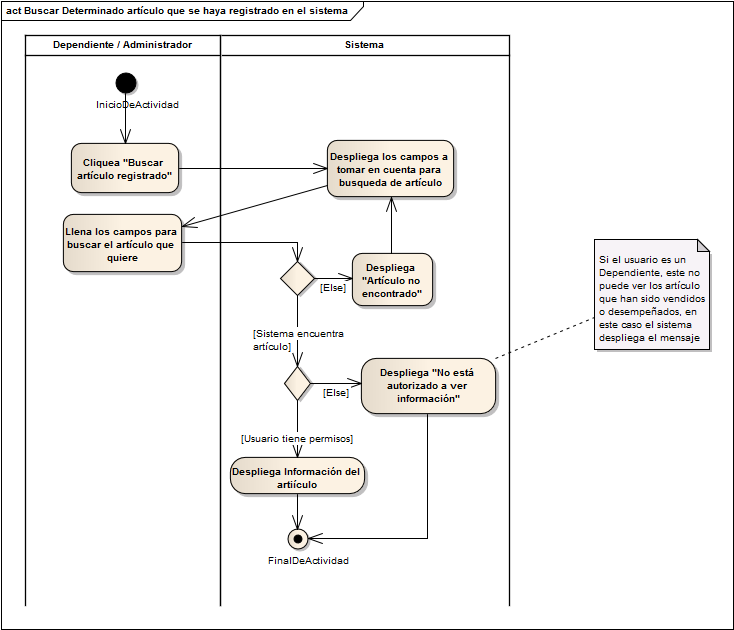 act Buscar Determinado artículo que se haya registrado en el sistema
Dependiente / Administrador
Sistema
InicioDeActividad
Cliquea "Buscar
artículo registrado"
Despliega los campos a
tomar en cuenta para
busqueda de artículo
Llena los campos para
buscar el artículo que
quiere
[Else]
Despliega
"Artículo no
encontrado"
Si el usuario es un
Dependiente, este no
puede ver los artículo
que han sido vendidos
o desempeñados, en
este caso el sistema
despliega el mensaje
[Sistema encuentra
artículo]
[Else]
Despliega "No está
autorizado a ver
información"
[Usuario tiene permisos]
Despliega Información del
artiículo
FinalDeActividad